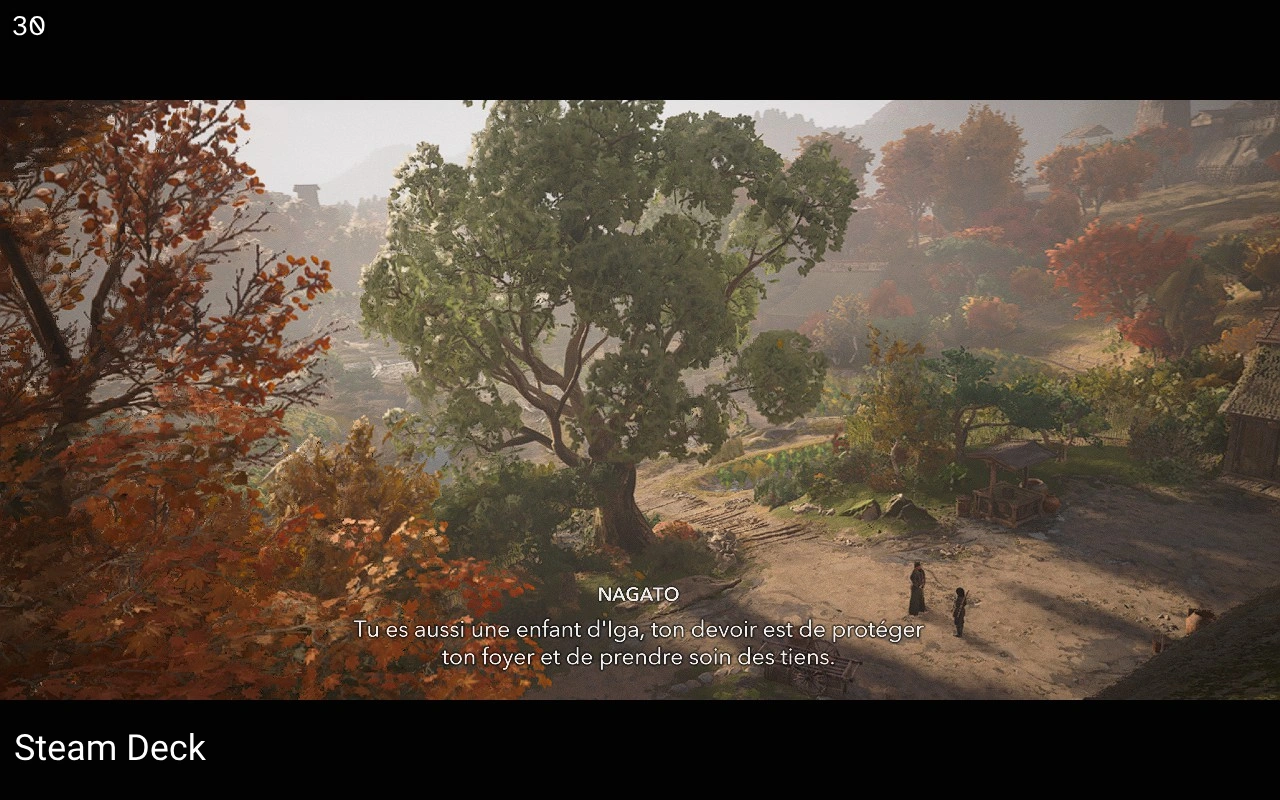 30
NAGATO
Tu es aussi une enfant d'Iga, ton devoir est de protéger
ton foyer et de prendre soin des tiens.
Steam Deck